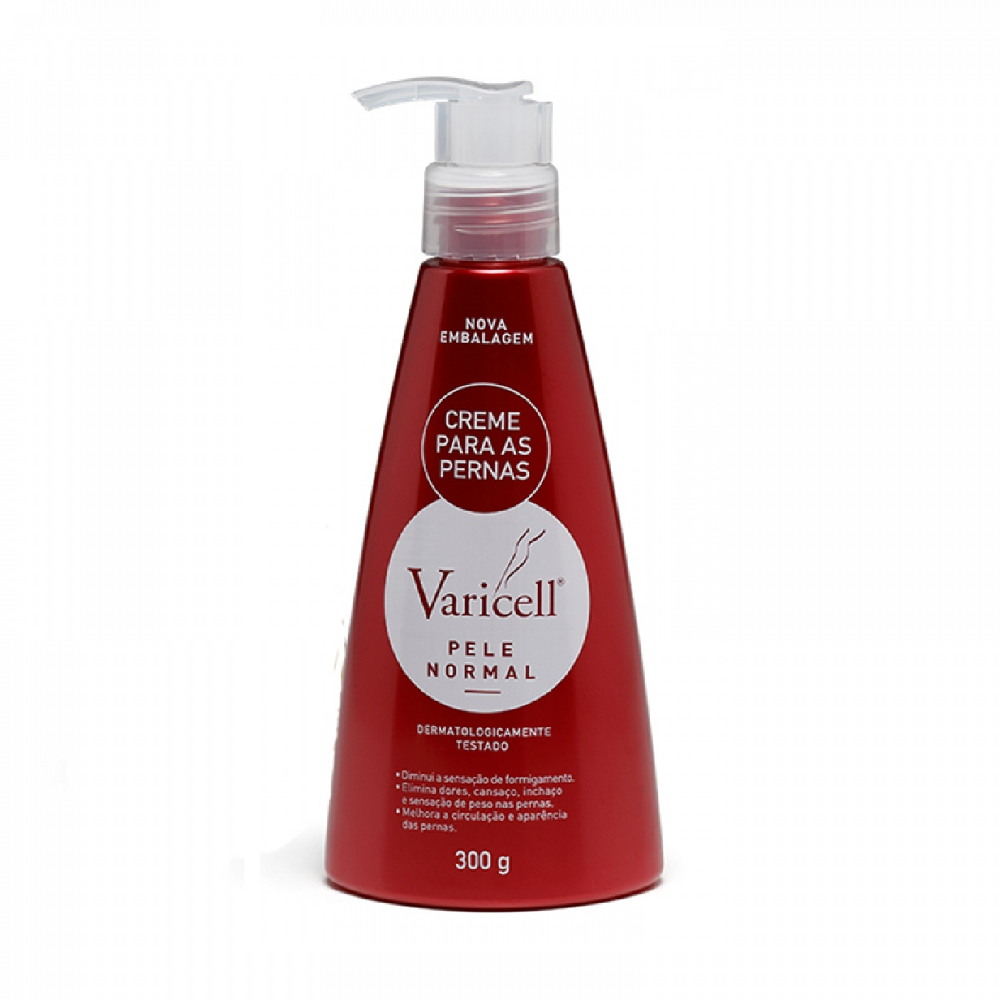 NOVA
EMBALAGEM
CREME
PARA AS
PERNAS
Varicell®
PELE
NORMAL
DERMATOLOGICAMENTE
TESTADO
• Diminui a sensação de formigamento.
• Elimina dores, cansaço, inchaço
e sensação de peso nas pernas.
• Melhora a circulação e aparência
das pernas.
300 g